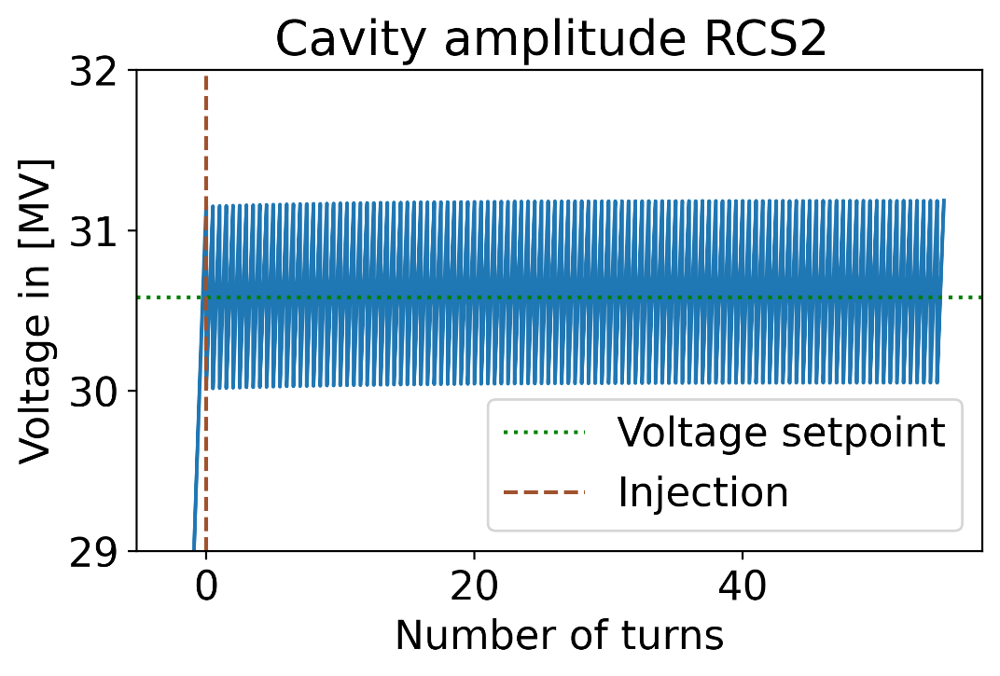 Cavity amplitude RCS2
32
31
30
29
Voltage in [MV]
Voltage setpoint
Injection
0 20 40
Number of turns